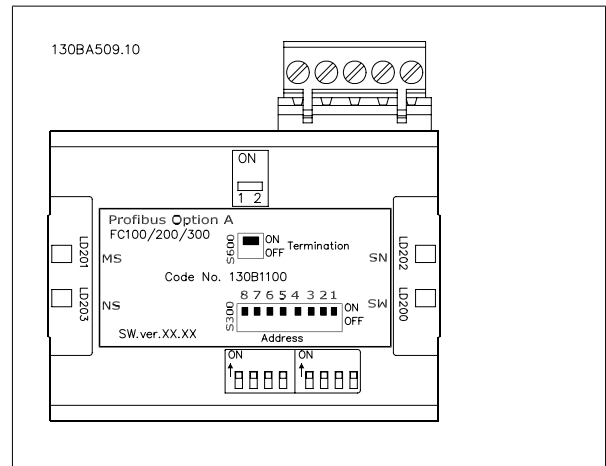 130BA509.10
ON
1 2
Profibus Option A
FC100/200/300
S600
ON
OFF
Termination
LD201
MS
SN
LD202
Code No. 130B1100
LD203
NS
8 7 6 5 4 3 2 1
S300
ON
OFF
SW
LD200
SW.ver.XX.XX
Address
ON
ON